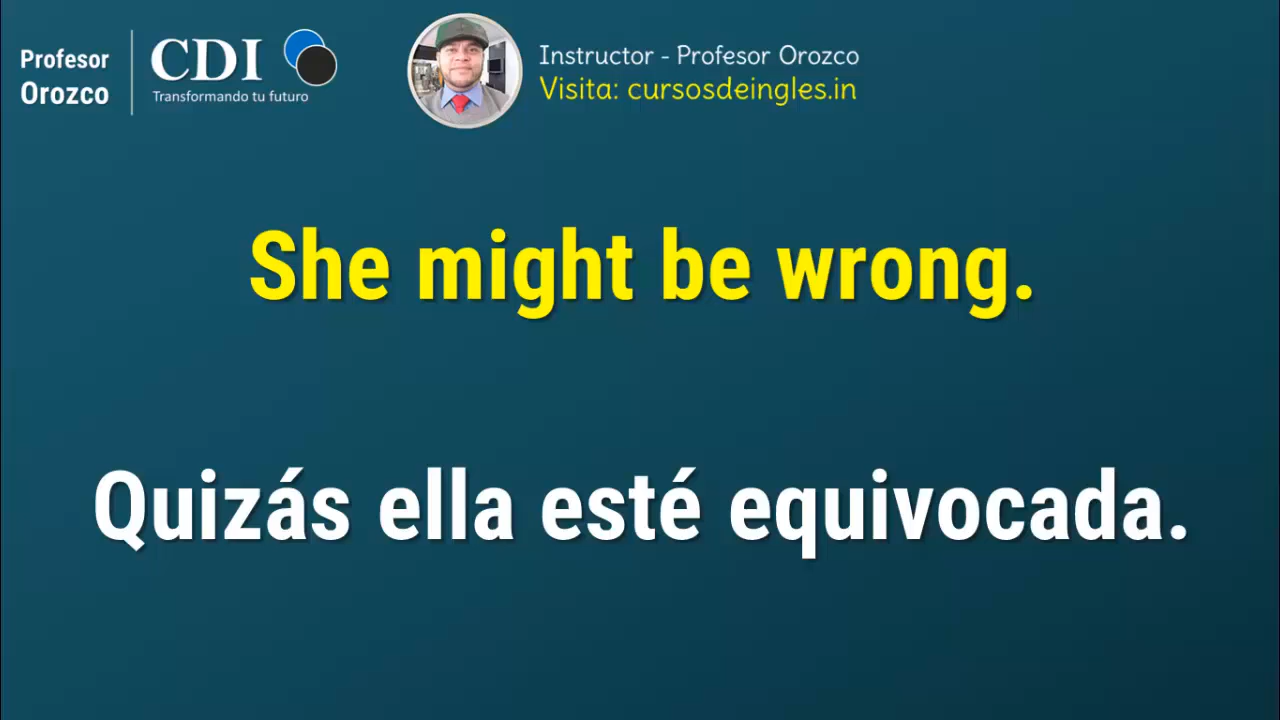 Profesor
Orozco
CDI
Transformando tu futuro
Instructor - Profesor Orozco
Visita: cursosdeingles.in
She might be wrong.
Quizás ella esté equivocada.